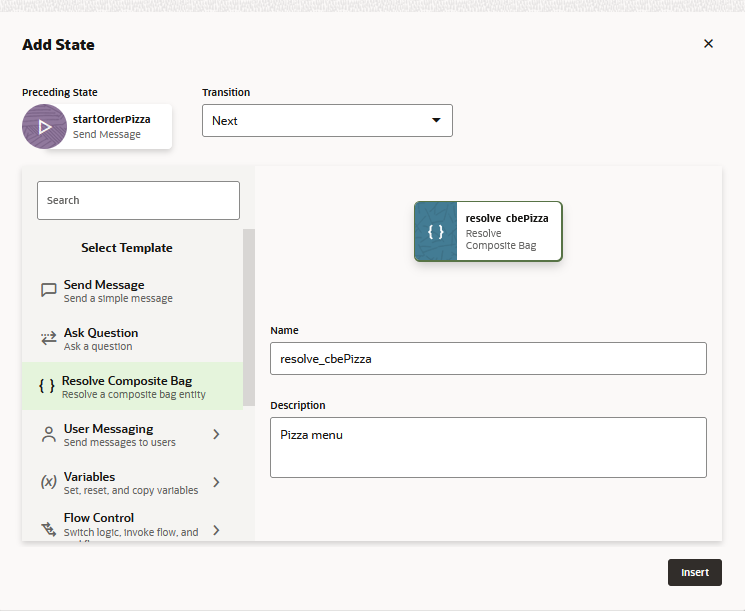 Add State
Preceding State
startOrderPizza
Send Message
Transition
Next
Search
Select Template
Send Message
Send a simple message
Ask Question
Ask a question
Resolve Composite Bag
Resolve a composite bag entity
User Messaging
Send messages to users
(x)
Variables
Set, reset, and copy variables
Flow Control
Switch logic, invoke flow, and
{ }
resolve_cbePizza
Resolve
Composite Bag
Name
resolve_cbePizza
Description
Pizza menu
Insert